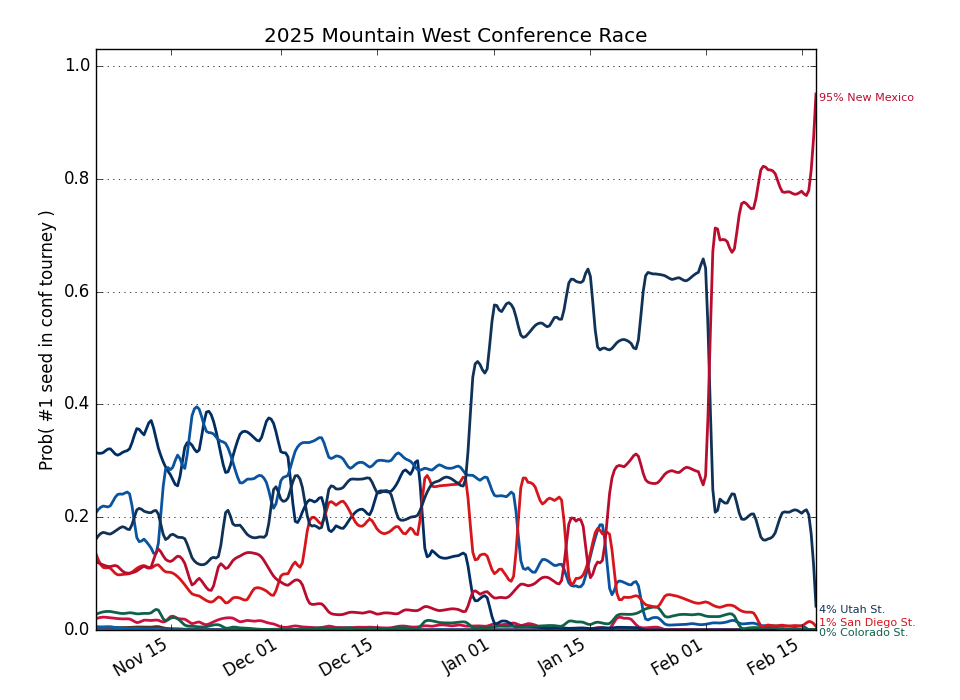 2025 Mountain West Conference Race
Prob( #1 seed in conf tourney )
1.0
0.8
0.6
0.4
0.2
0.0
95% New Mexico
4% Utah St.
1% San Diego St.
0% Colorado St.
Nov 15
Dec 01
Dec 15
Jan 01
Jan 15
Feb 01
Feb 15